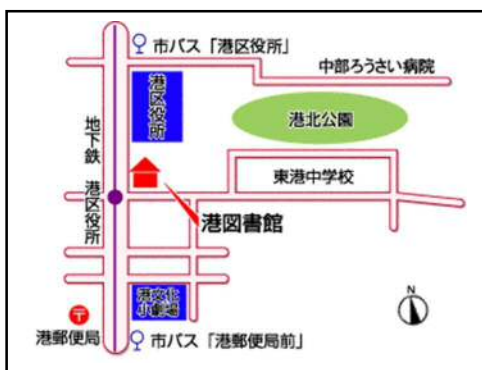 市バス「港区役所」
中部ろうさい病院
港区役所
港北公園
地下鉄
港区役所
東港中学校
港図書館
港文化
小劇場
N
〒
港郵便局
市バス「港郵便局前」